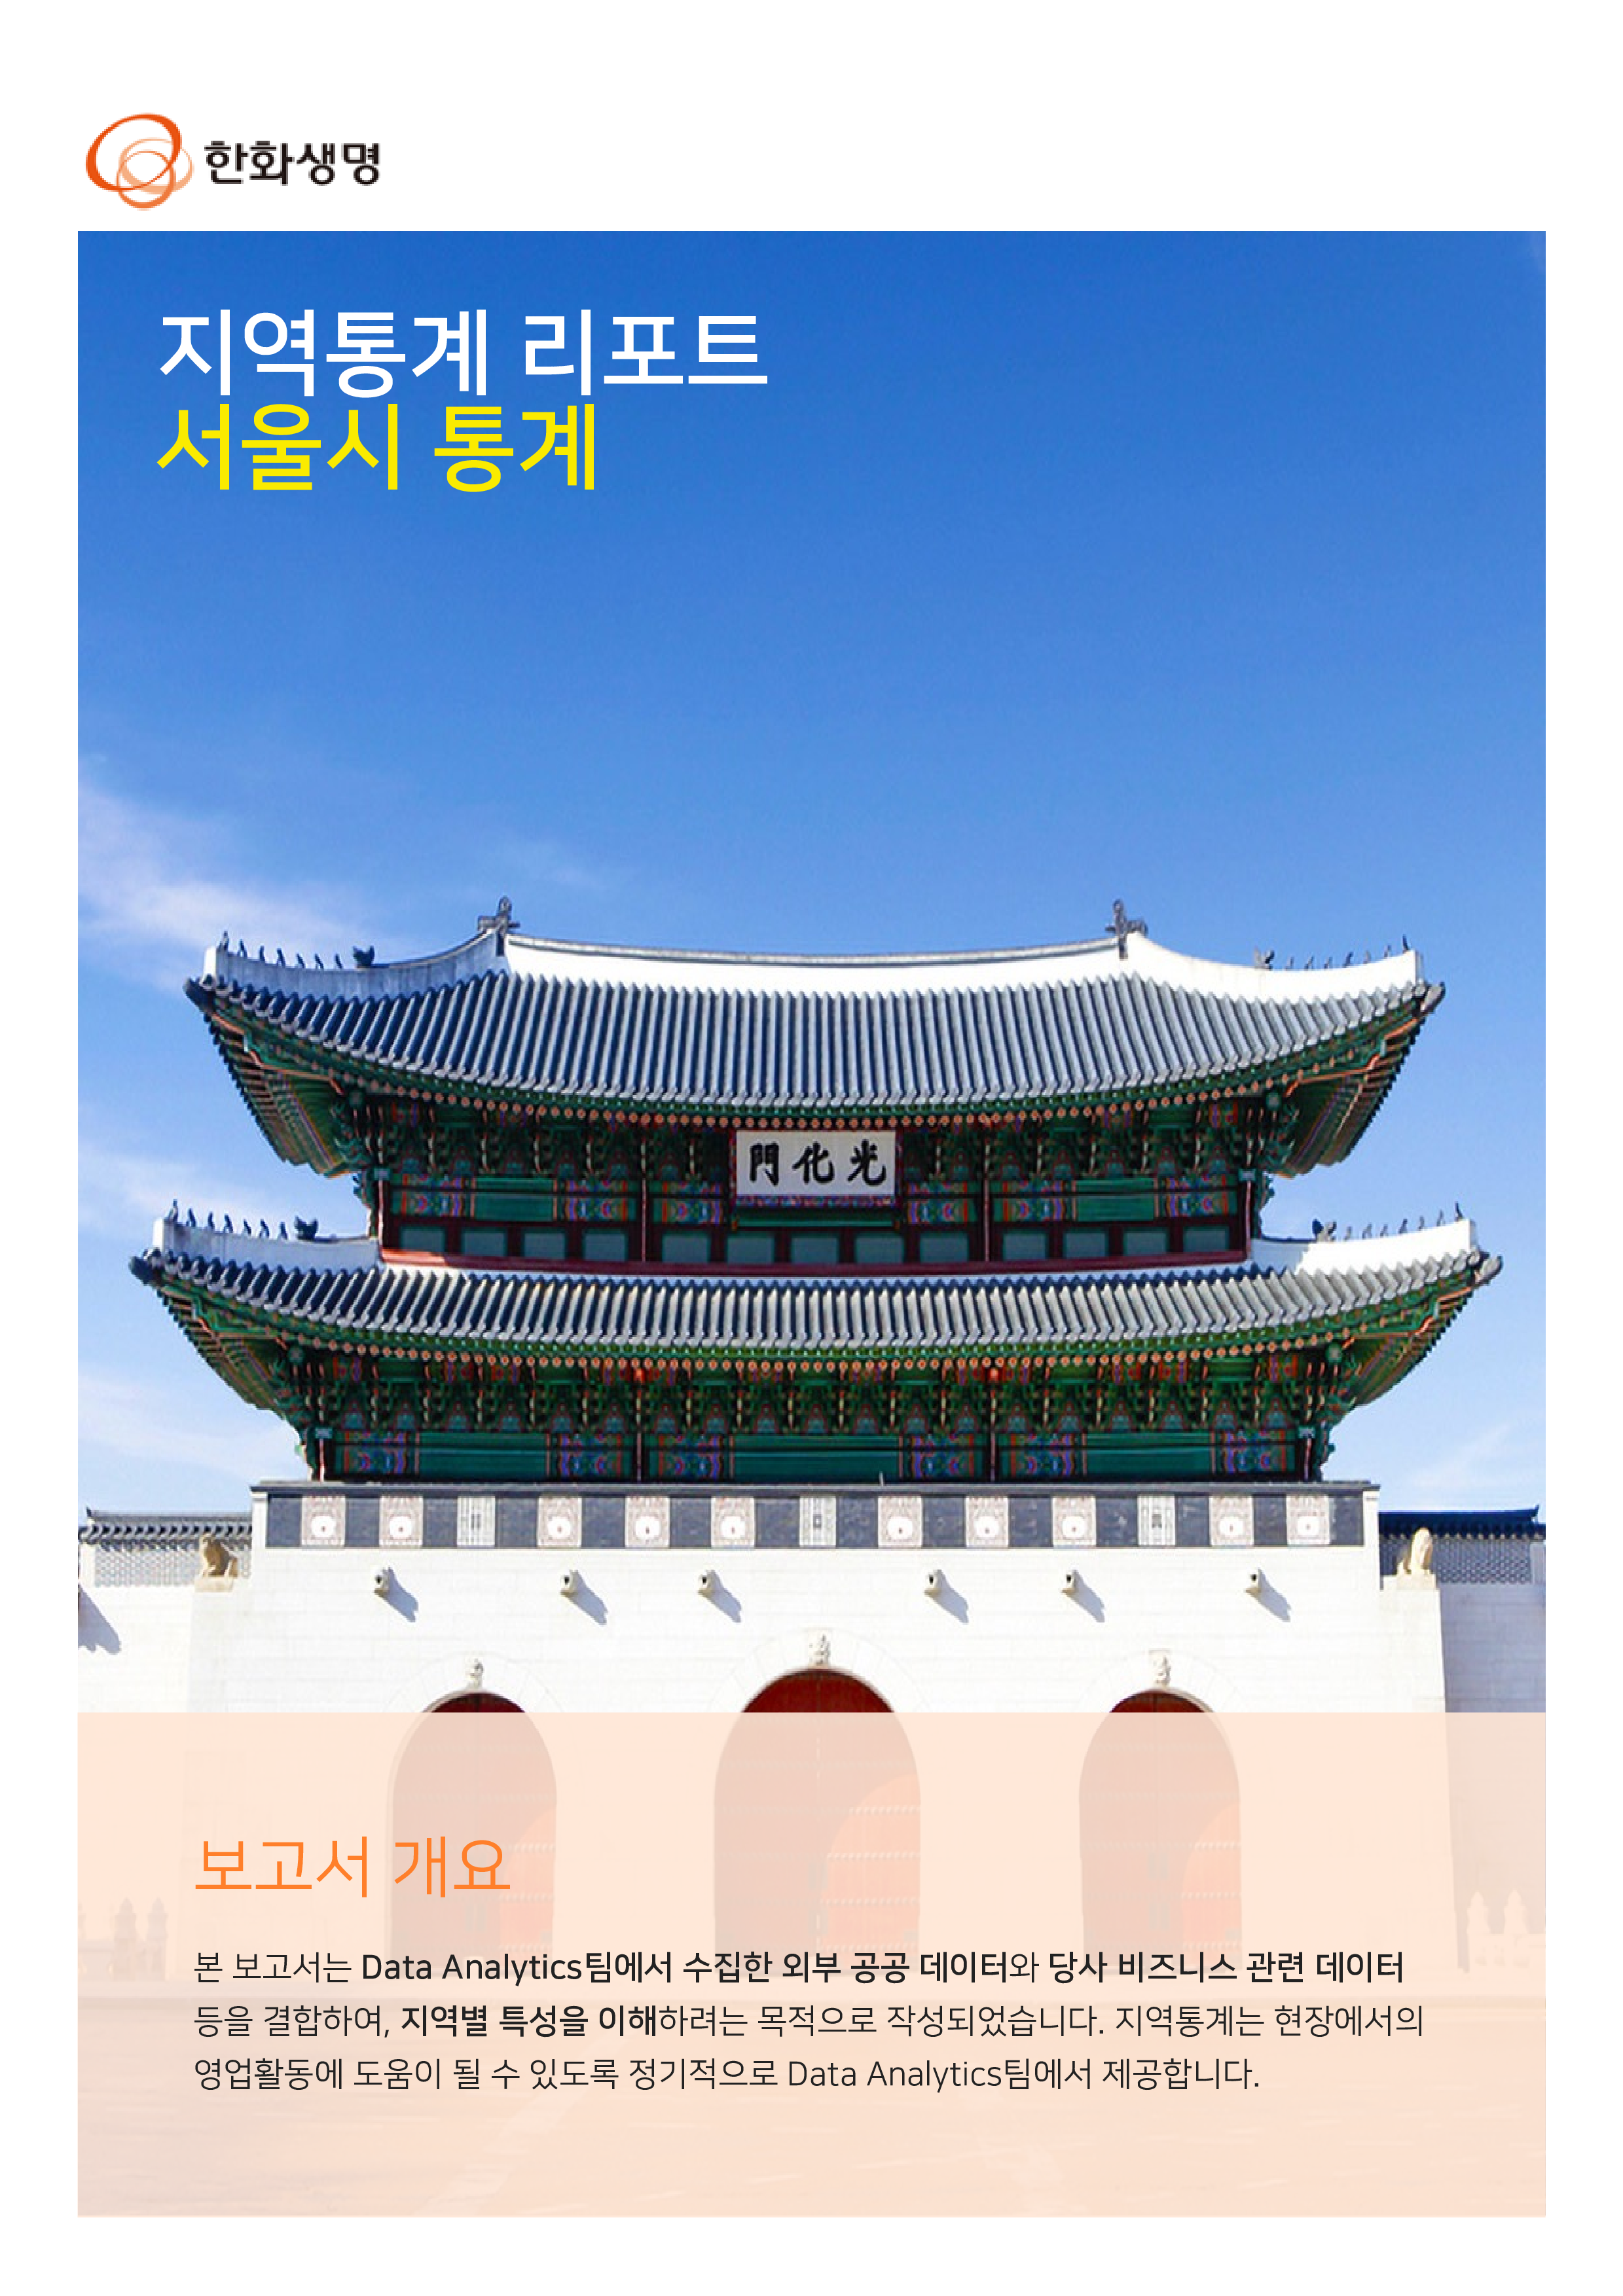 한화생명
지역통계 리포트
서울시 통계
門化光
보고서 개요
본 보고서는 Data Analytics팀에서 수집한 외부 공공 데이터와 당사 비즈니스 관련 데이터
등을 결합하여, 지역별 특성을 이해하려는 목적으로 작성되었습니다. 지역통계는 현장에서의
영업활동에 도움이 될 수 있도록 정기적으로 Data Analytics팀에서 제공합니다.